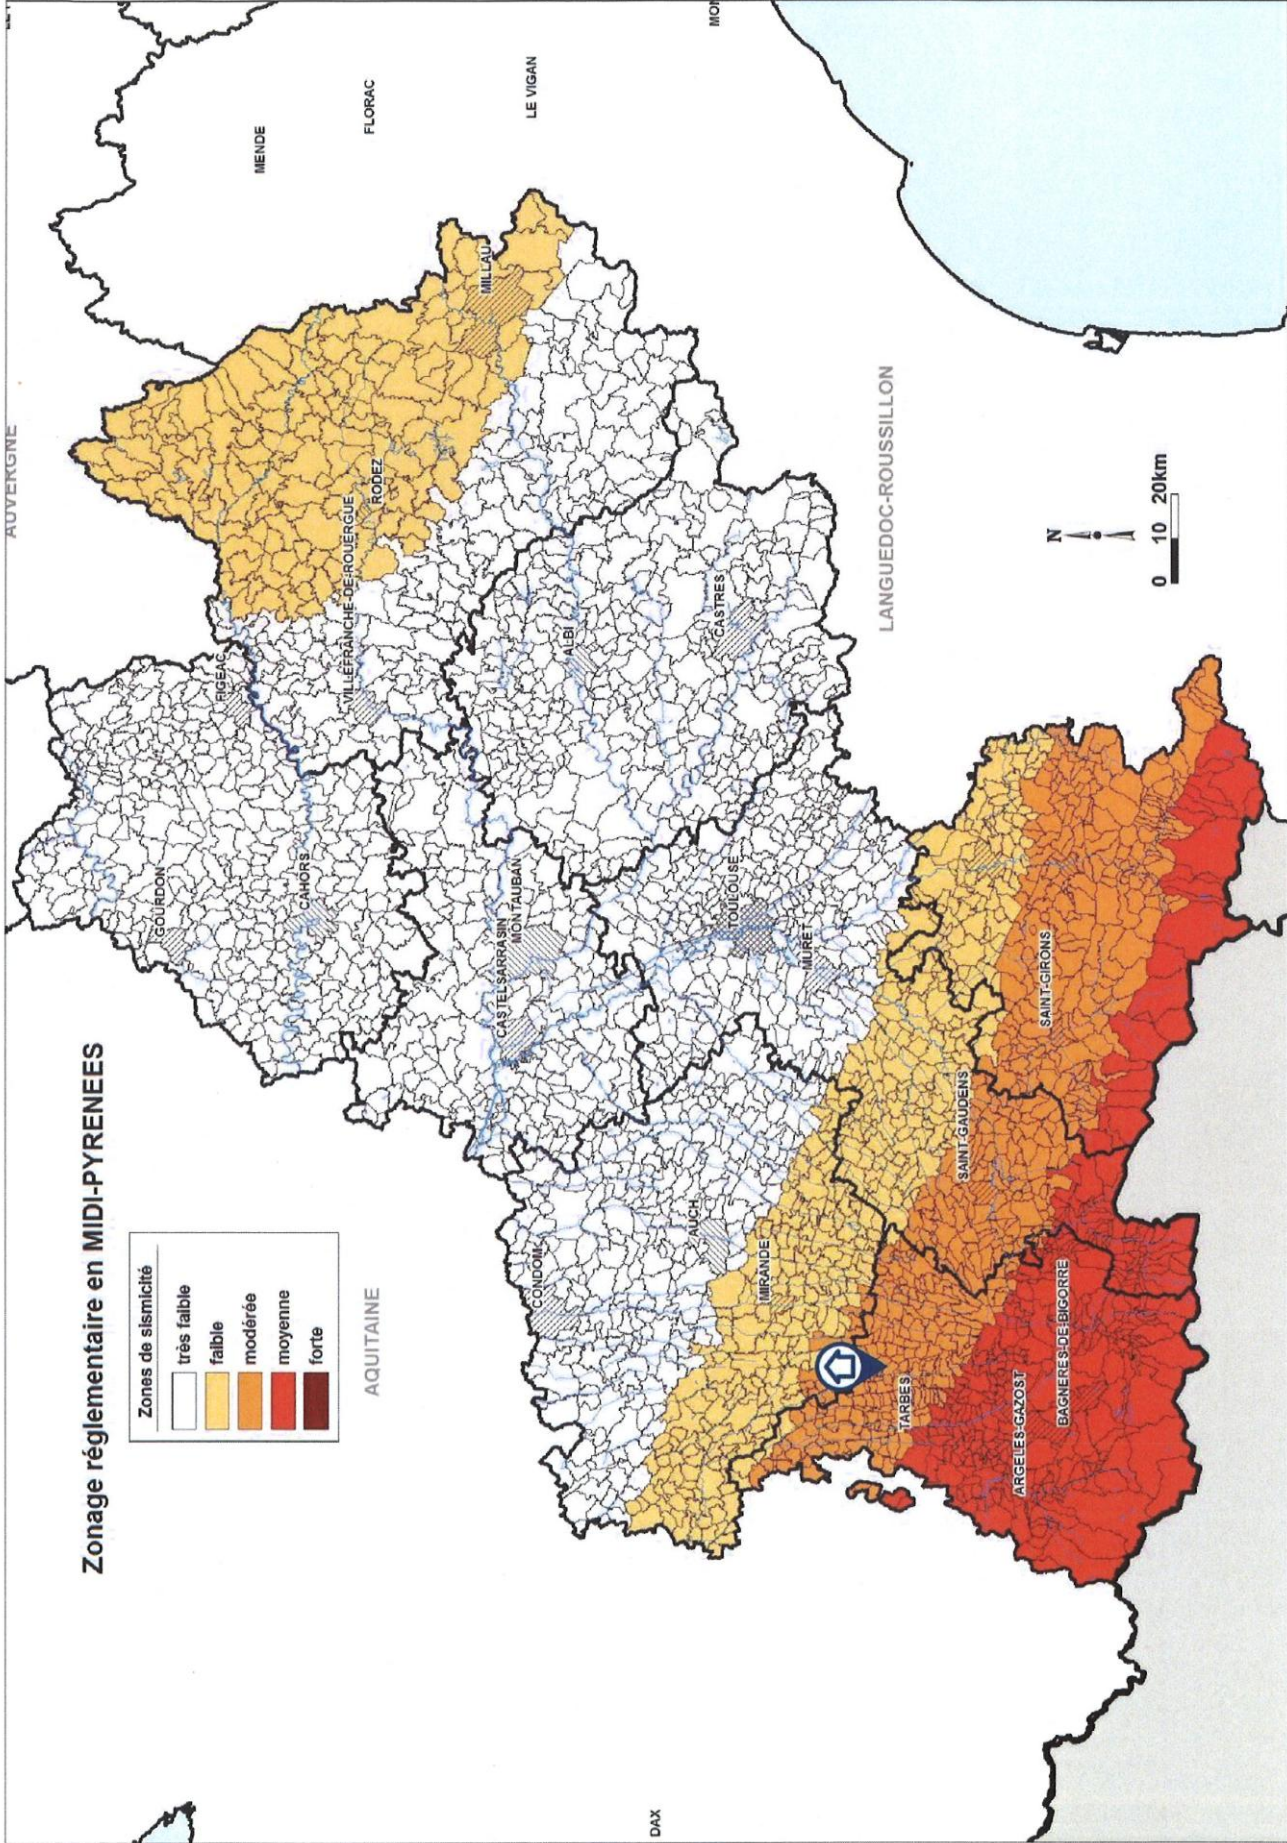 Zonage réglementaire en MIDI-PYRENEES
Zones de sismicité
très faible
faible
modérée
moyenne
forte
AUVERGNE
AQUITAINE
LANGUEDOC-ROUSSILLON
MENDE
FLORAC
LE VIGAN
DAX
GOURDON
FIGEAC
CAHORS
VILLEFRANCHE-DE-ROUERGUE
RODEZ
MILLAU
CASTELSARRASIN
MONTAUBAN
ALBI
CASTRES
CONDOM
AUCH
MIRANDE
TOULOUSE
MURET
TARBES
SAINT-GAUDENS
SAINT-GIRONS
ARGELES-GAZOST
BAGNERES-DE-BIGORRE
N
0 10 20km